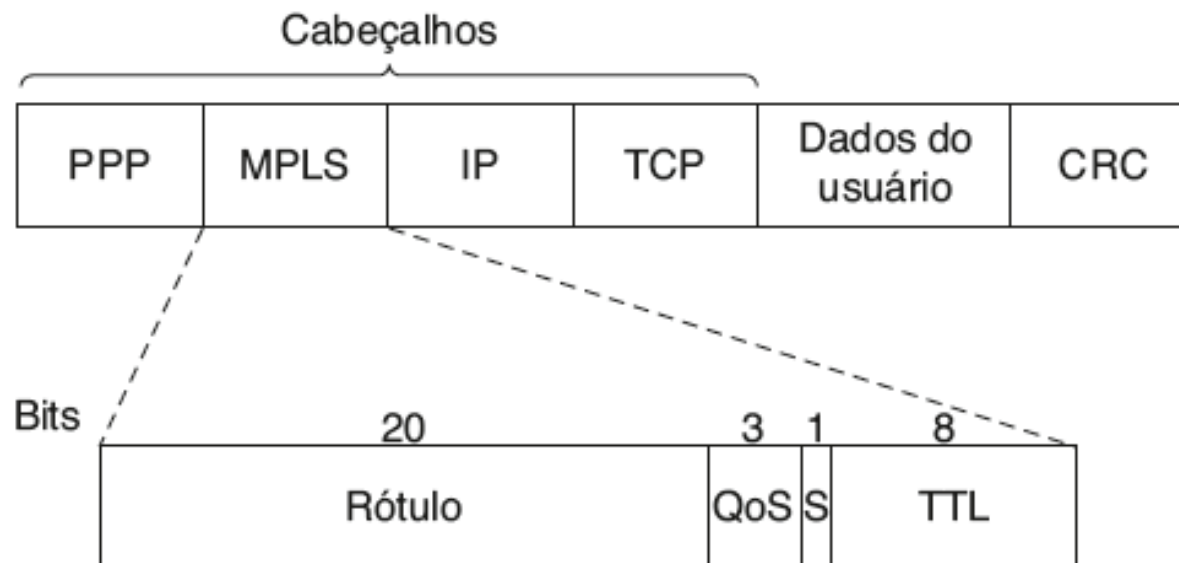 Cabeçalhos
PPP MPLS IP TCP Dados do usuário CRC
Bits 20 3 1 8
Rótulo QoS S TTL